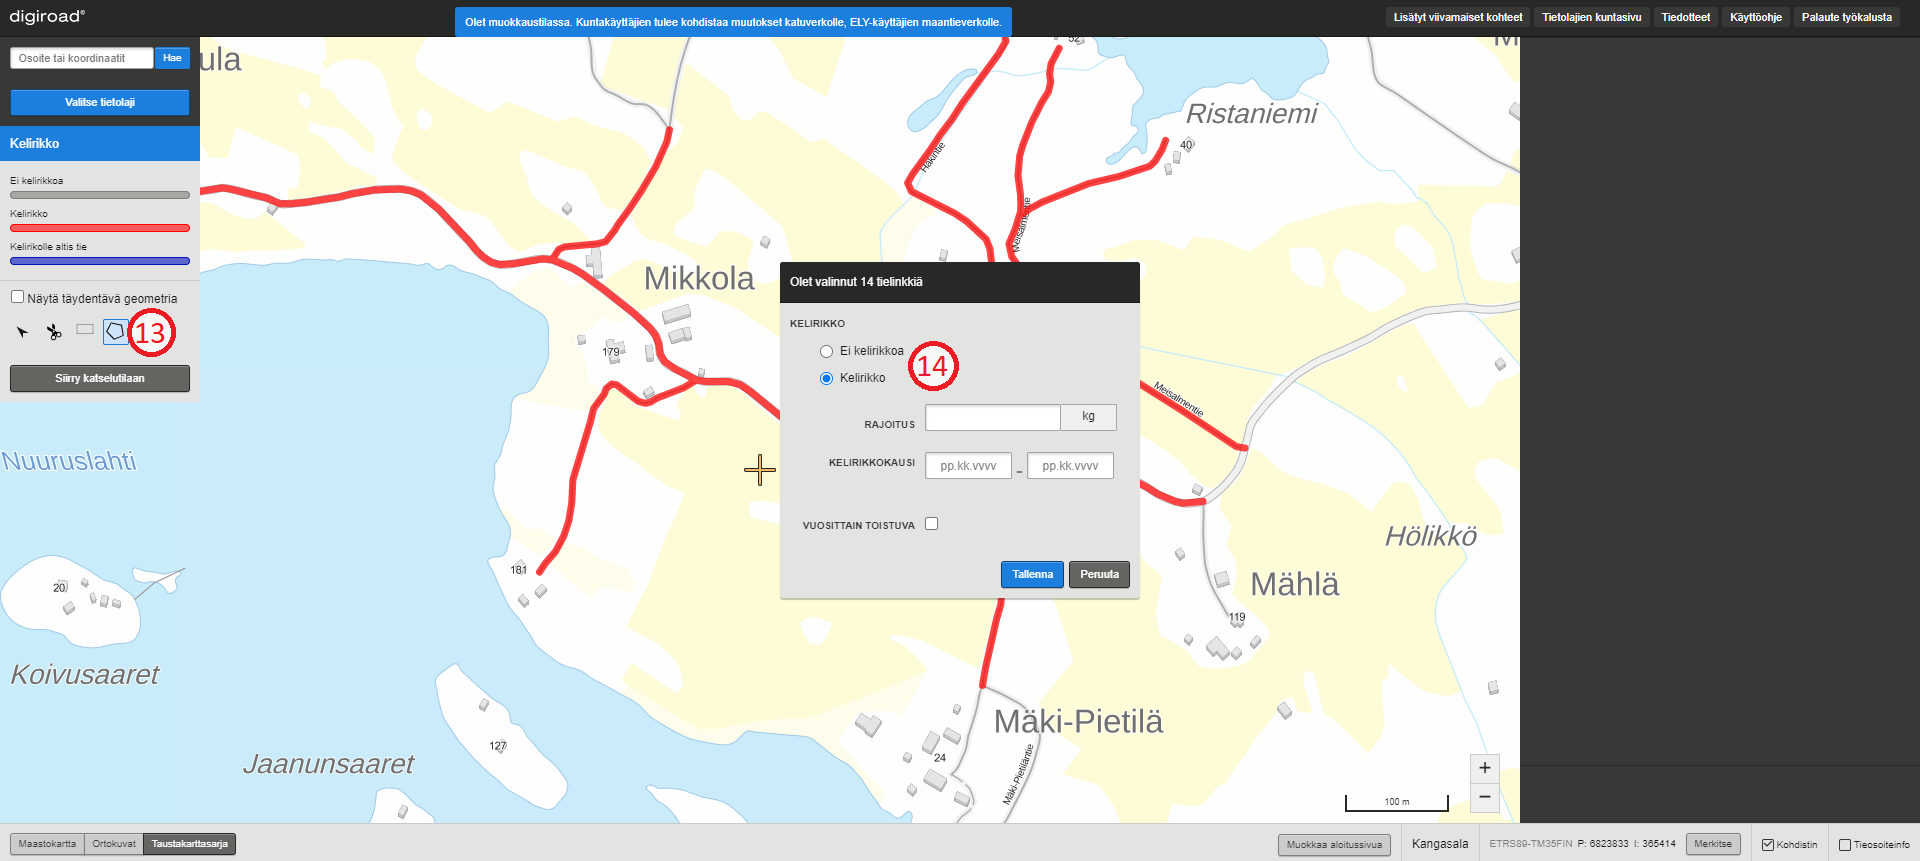 digiroad®
Olet muokkaustilassa. Kuntakäyttäjien tulee kohdistaa muutokset katuverkolle, ELY-käyttäjien maantieverkolle.
Lisätyt viivamaiset kohteet
Tietolajien kuntasivu
Tiedotteet
Käyttöohje
Palaute työkalusta
Osoite tai koordinaatit
Hae
Valitse tietolaji
Kelirikko
Ei kelirikkoa
Kelirikko
Kelirikolle altis tie
Näytä täydentävä geometria
13
Siirry katselutilaan
ula
52
M
Ristaniemi
40
Hakintie
Meisalmentie
Mikkola
179
Olet valinnut 14 tielinkkiä
KELIRIKKO
Ei kelirikkoa
14
Kelirikko
RAJOITUS
kg
KELIRIKKOKAUSI
pp.kk.vvvv
–
pp.kk.vvvv
VUOSITTAIN TOISTUVA
Tallenna
Peruuta
Meisalmentie
Nuuruslahti
Hölikkö
181
Mählä
119
20
Koivusaaret
127
Jaanunsaaret
Mäki-Pietilä
24
Mäki-Pietiläntie
+
−
100 m
Maastokartta
Ortokuvat
Taustakarttasarja
Muokkaa aloitussivua
Kangasala
ETRS89-TM35FIN P: 6823833 I: 365414
Merkitse
Kohdistin
Tieosoiteinfo